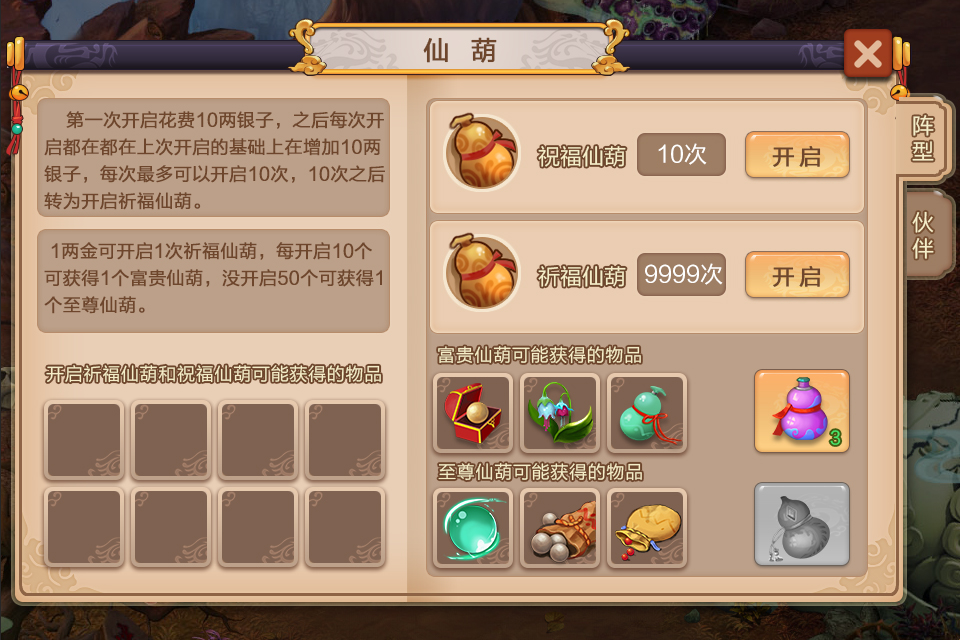 仙 葫
第一次开启花费10两银子，之后每次开
启都在都在上次开启的基础上在增加10两
银子，每次最多可以开启10次，10次之后
转为开启祈福仙葫。
1两金可开启1次祈福仙葫，每开启10个
可获得1个富贵仙葫，没开启50个可获得1
个至尊仙葫。
开启祈福仙葫和祝福仙葫可能获得的物品
祝福仙葫 10次 开启
祈福仙葫 9999次 开启
富贵仙葫可能获得的物品
3
至尊仙葫可能获得的物品
阵型
伙伴